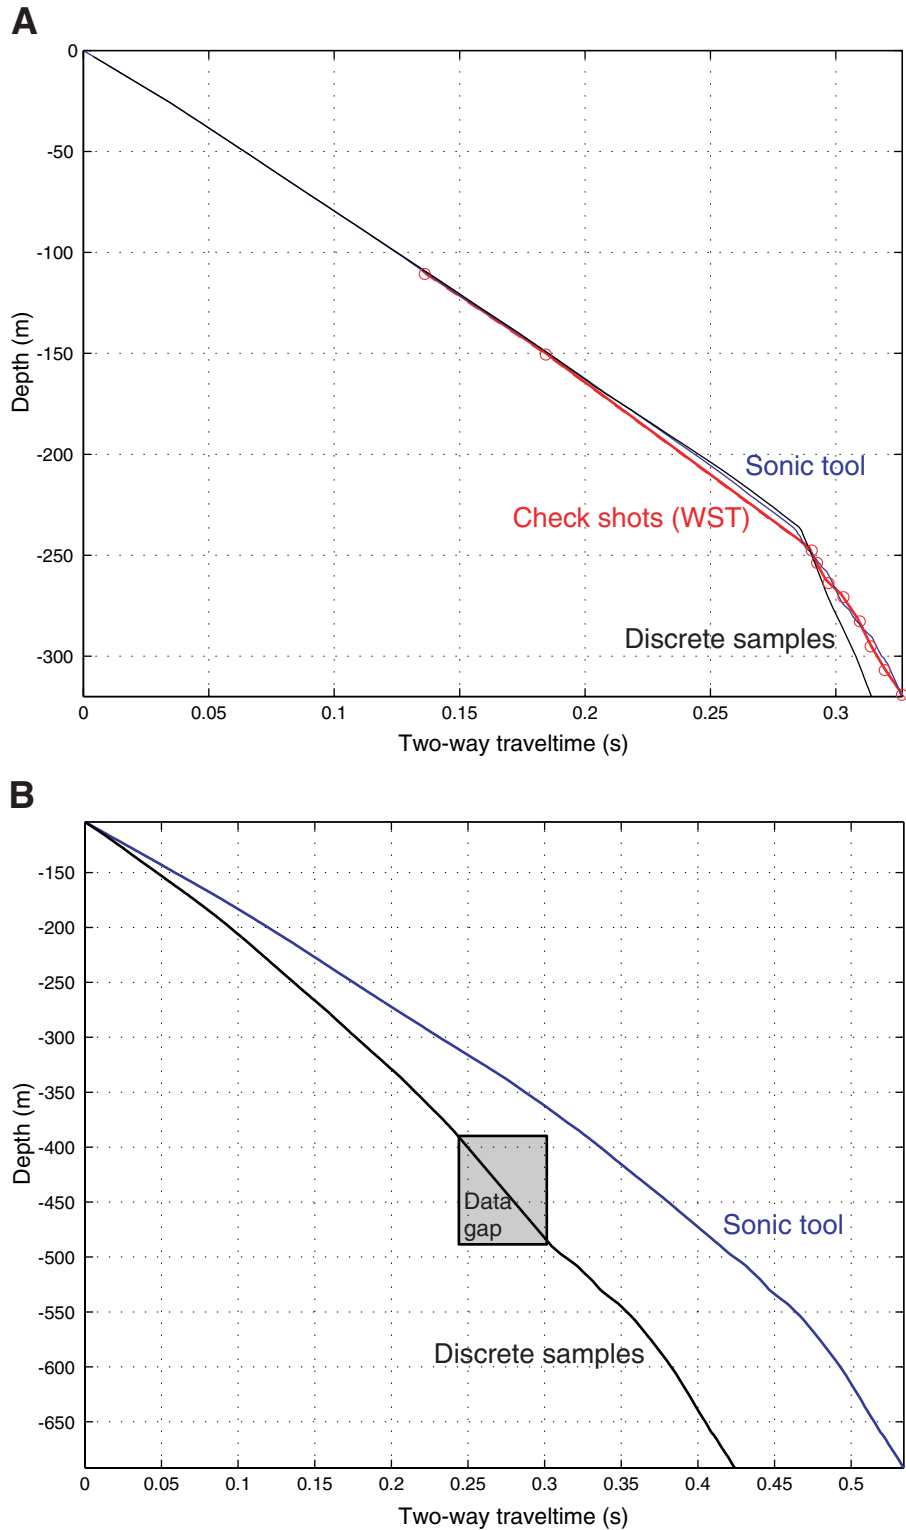 A
0
-50
-100
-150
-200
-250
-300
Depth (m)
Sonic tool
Check shots (WST)
Discrete samples
0 0.05 0.1 0.15 0.2 0.25 0.3
Two-way traveltime (s)
B
-150
-200
-250
-300
-350
-400
-450
-500
-550
-600
-650
Depth (m)
Data
gap
Sonic tool
Discrete samples
0 0.05 0.1 0.15 0.2 0.25 0.3 0.35 0.4 0.45 0.5
Two-way traveltime (s)